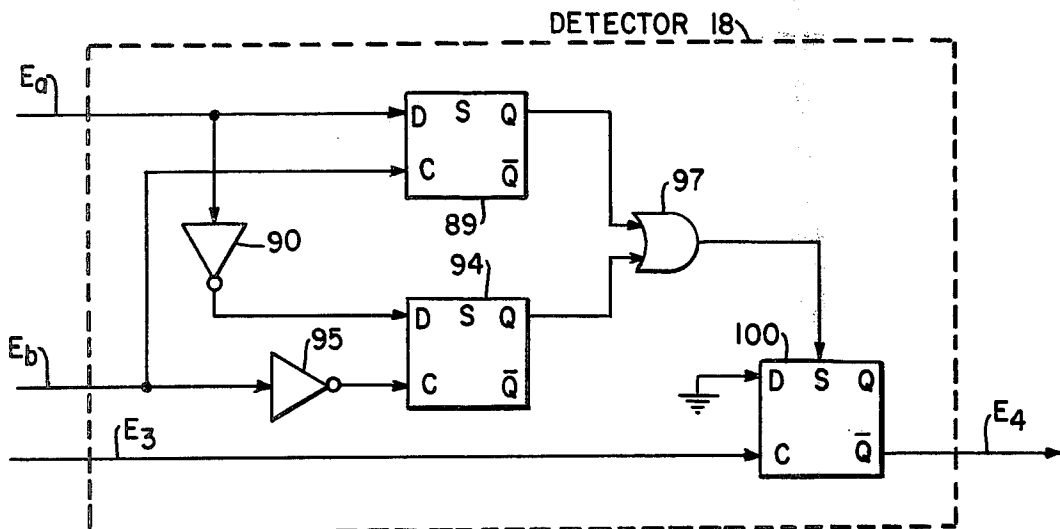 DETECTOR 18
Ea
D S Q
C Q̄
89
90
97
94
D S Q
C Q̄
95
Eb
100
D S Q
C Q̄
E3
E4